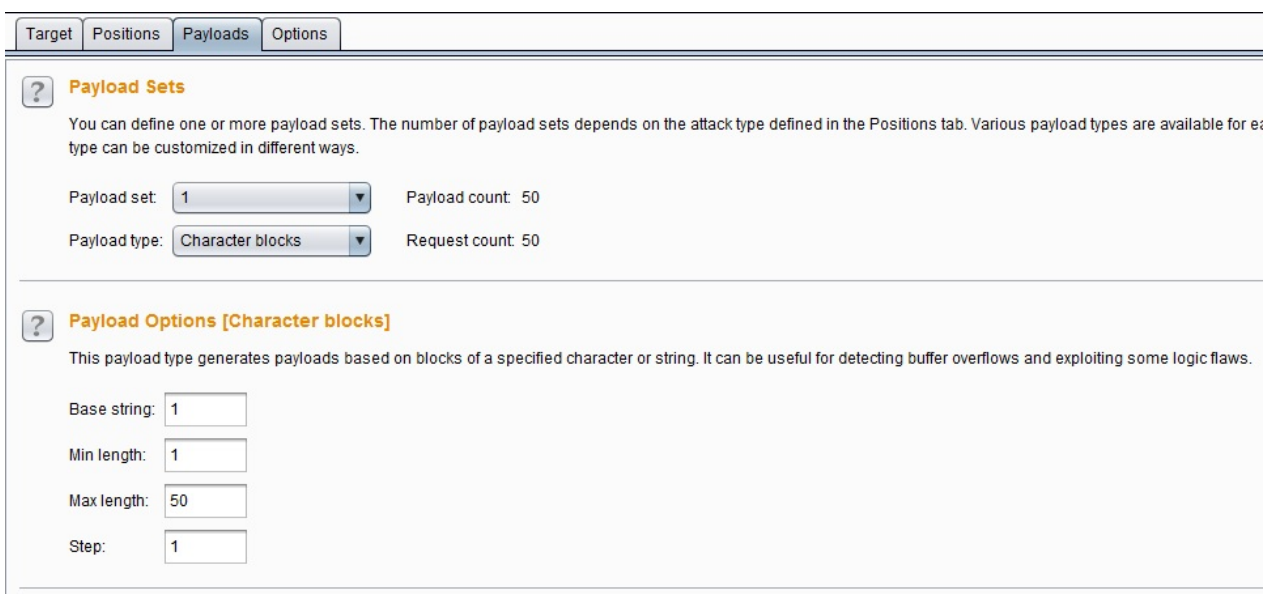 Target Positions Payloads Options
? Payload Sets
You can define one or more payload sets. The number of payload sets depends on the attack type defined in the Positions tab. Various payload types are available for
type can be customized in different ways.
Payload set: 1 Payload count: 50
Payload type: Character blocks Request count: 50
? Payload Options [Character blocks]
This payload type generates payloads based on blocks of a specified character or string. It can be useful for detecting buffer overflows and exploiting some logic flaws.
Base string: 1
Min length: 1
Max length: 50
Step: 1